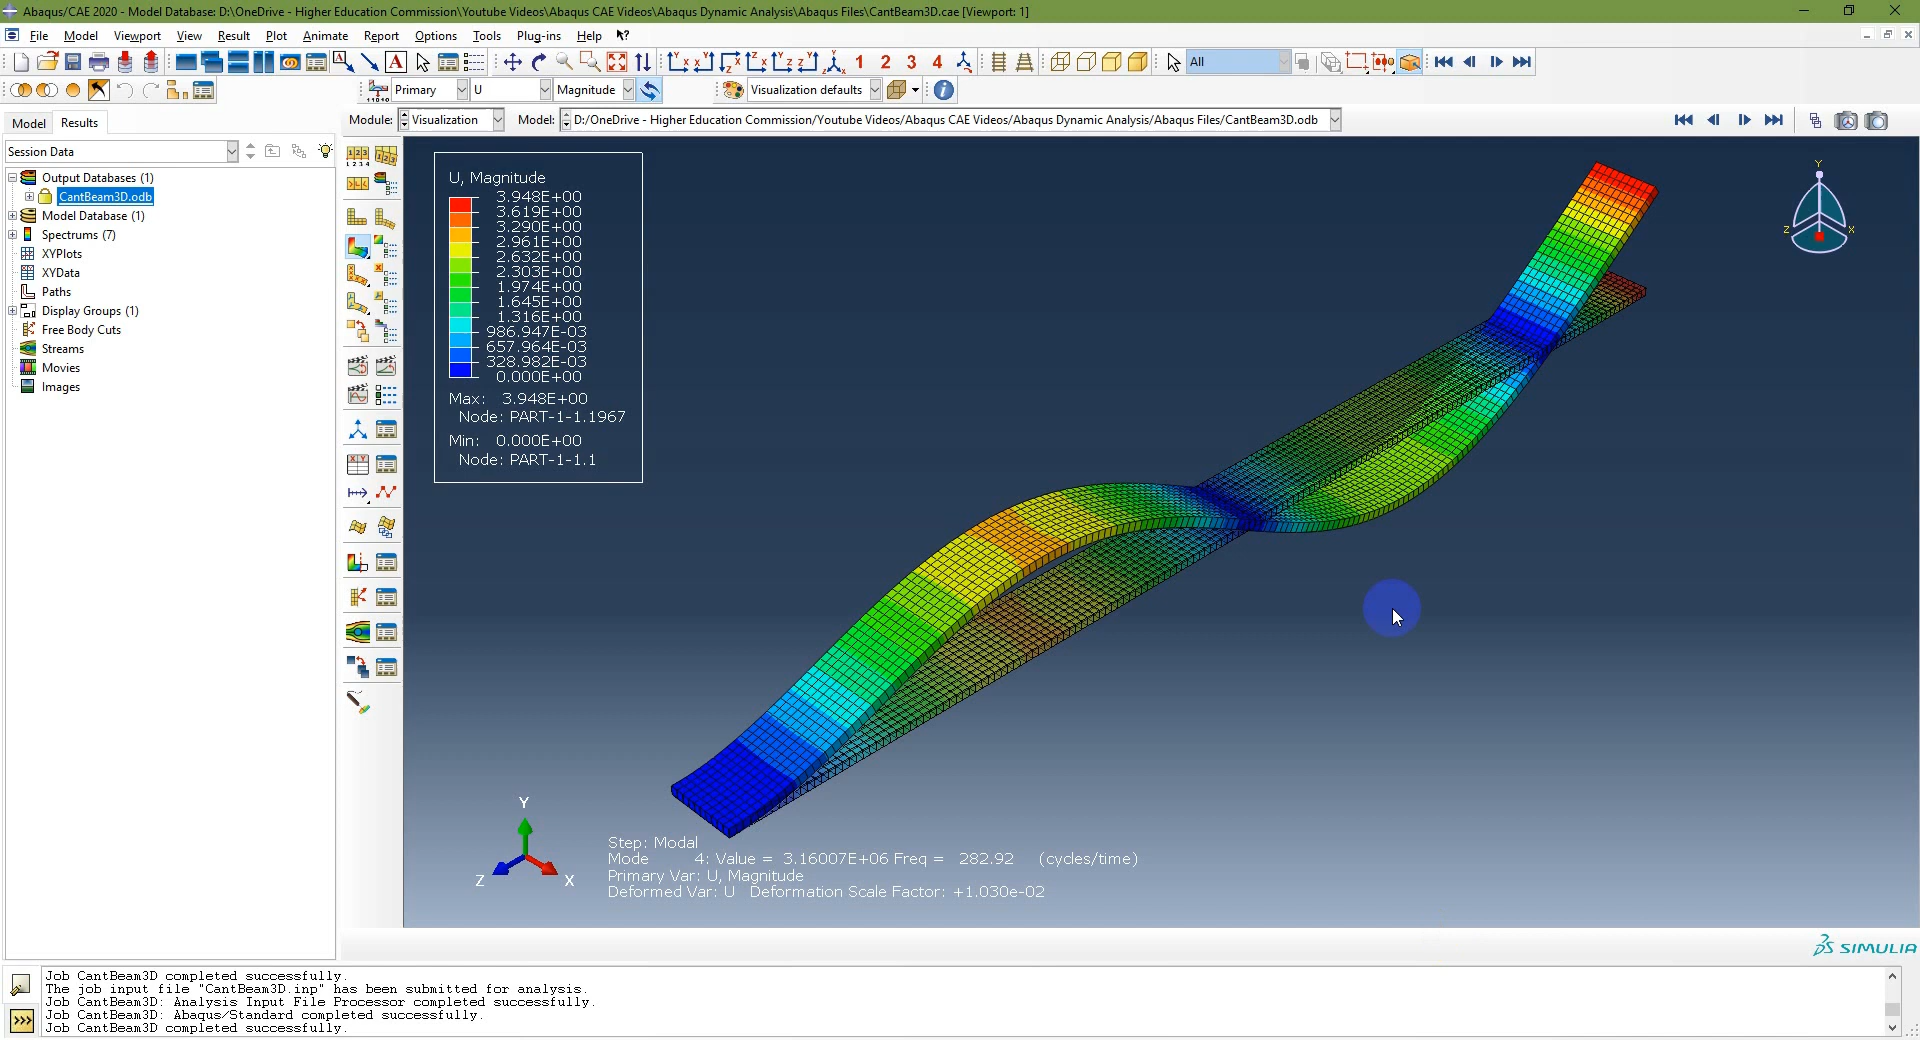 Abaqus/CAE 2020 - Model Database: D:\OneDrive - Higher Education Commission\Youtube Videos\Abaqus CAE Videos\Abaqus Dynamic Analysis\Abaqus Files\CantBeam3D.cae [Viewport: 1]
File Model Viewport View Result Plot Animate Report Options Tools Plug-ins Help
1 2 3 4 All
Primary U Magnitude Visualization defaults
Model Results
Module: Visualization Model: D:/OneDrive - Higher Education Commission/Youtube Videos/Abaqus CAE Videos/Abaqus Dynamic Analysis/Abaqus Files/CantBeam3D.odb
Session Data
Output Databases (1)
CantBeam3D.odb
Model Database (1)
Spectrums (7)
XYPlots
XYData
Paths
Display Groups (1)
Free Body Cuts
Streams
Movies
Images
U, Magnitude
3.948E+00
3.619E+00
3.290E+00
2.961E+00
2.632E+00
2.303E+00
1.974E+00
1.645E+00
1.316E+00
986.947E-03
657.964E-03
328.982E-03
0.000E+00
Max: 3.948E+00
Node: PART-1-1.1967
Min: 0.000E+00
Node: PART-1-1.1
Y
Z X
Y
Z X
Step: Modal
Mode 4: Value = 3.16007E+06 Freq = 282.92 (cycles/time)
Primary Var: U, Magnitude
Deformed Var: U Deformation Scale Factor: +1.030e-02
SIMULIA
Job CantBeam3D completed successfully.
The job input file "CantBeam3D.inp" has been submitted for analysis.
Job CantBeam3D: Analysis Input File Processor completed successfully.
Job CantBeam3D: Abaqus/Standard completed successfully.
Job CantBeam3D completed successfully.